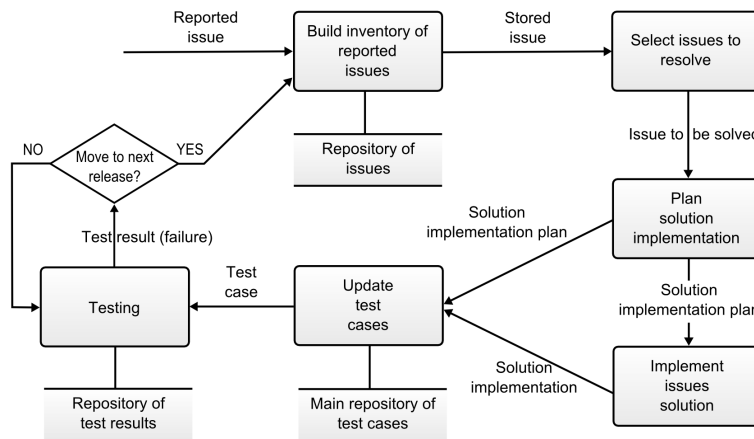 Reported
issue
Build inventory of
reported
issues
Stored
issue
Select issues to
resolve
NO
Move to next
release?
YES
Repository of
issues
Issue to be solved
Plan
solution
implementation
Test result (failure)
Solution
implementation plan
Testing
Test
case
Update
test
cases
Solution
implementation plan
Repository of
test results
Main repository of
test cases
Solution
implementation
Implement
issues
solution